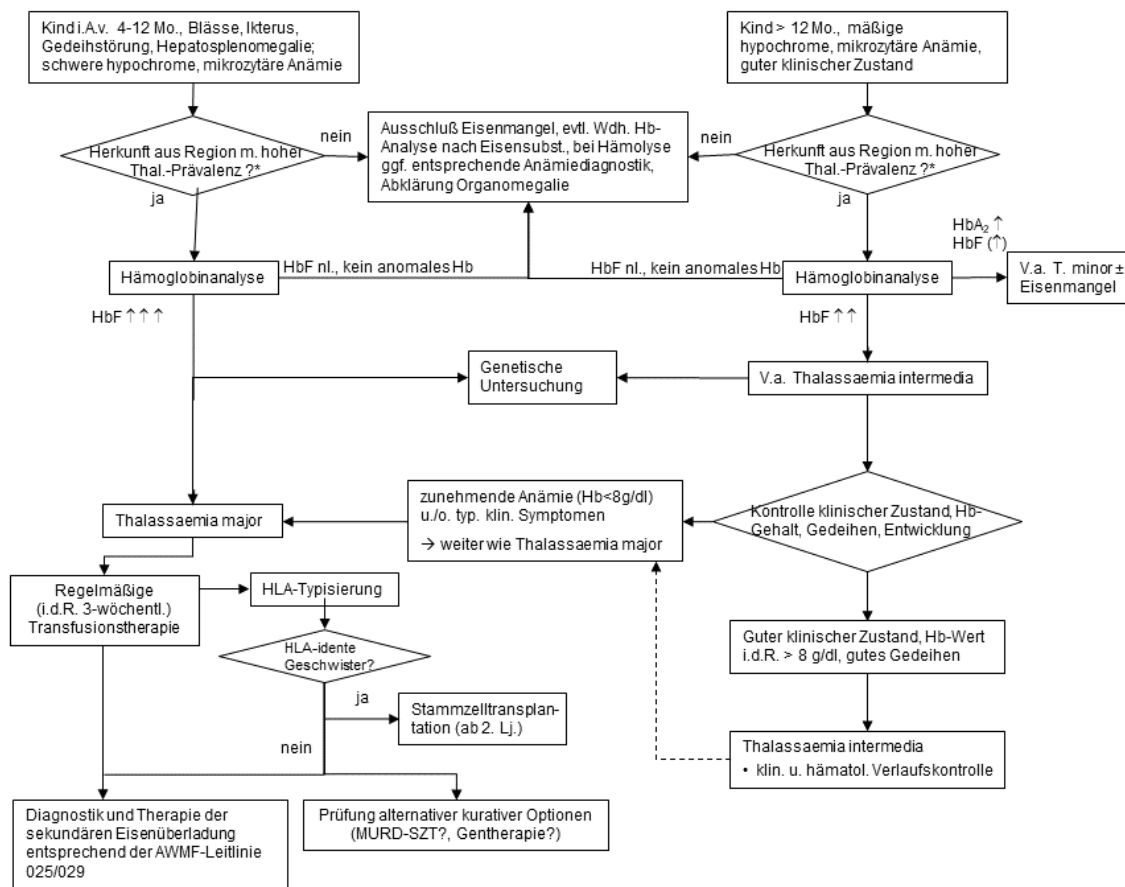 Kind i.A.v. 4-12 Mo., Blässe, Ikterus,
Gedeihstörung, Hepatosplenomegalie;
schwere hypochrome, mikrozytäre Anämie
Kind > 12 Mo., mäßige
hypochrome, mikrozytäre Anämie,
guter klinischer Zustand
Herkunft aus Region m. hoher
Thal.-Prävalenz ?*
nein
ja
Ausschluß Eisenmangel, evtl. Wdh. Hb-
Analyse nach Eisensubst., bei Hämolyse
ggf. entsprechende Anämiediagnostik,
Abklärung Organomegalie
nein
Herkunft aus Region m. hoher
Thal.-Prävalenz ?*
ja
Hämoglobinanalyse
HbF nl., kein anomales Hb
HbF nl., kein anomales Hb
Hämoglobinanalyse
HbA₂ ↑
HbF (↑)
V.a. T. minor ±
Eisenmangel
HbF ↑ ↑ ↑
HbF ↑ ↑
Genetische
Untersuchung
V.a. Thalassaemia intermedia
Thalassaemia major
zunehmende Anämie (Hb<8g/dl)
u./o. typ. klin. Symptomen
→ weiter wie Thalassaemia major
Kontrolle klinischer Zustand, Hb-
Gehalt, Gedeihen, Entwicklung
Regelmäßige
(i.d.R. 3-wöchentl.)
Transfusionstherapie
HLA-Typisierung
HLA-idente
Geschwister?
ja
nein
Stammzelltransplan-
tation (ab 2. Lj.)
Guter klinischer Zustand, Hb-Wert
i.d.R. > 8 g/dl, gutes Gedeihen
Thalassaemia intermedia
• klin. u. hämatol. Verlaufskontrolle
Diagnostik und Therapie der
sekundären Eisenüberladung
entsprechend der AWMF-Leitlinie
025/029
Prüfung alternativer kurativer Optionen
(MURD-SZT?, Gentherapie?)